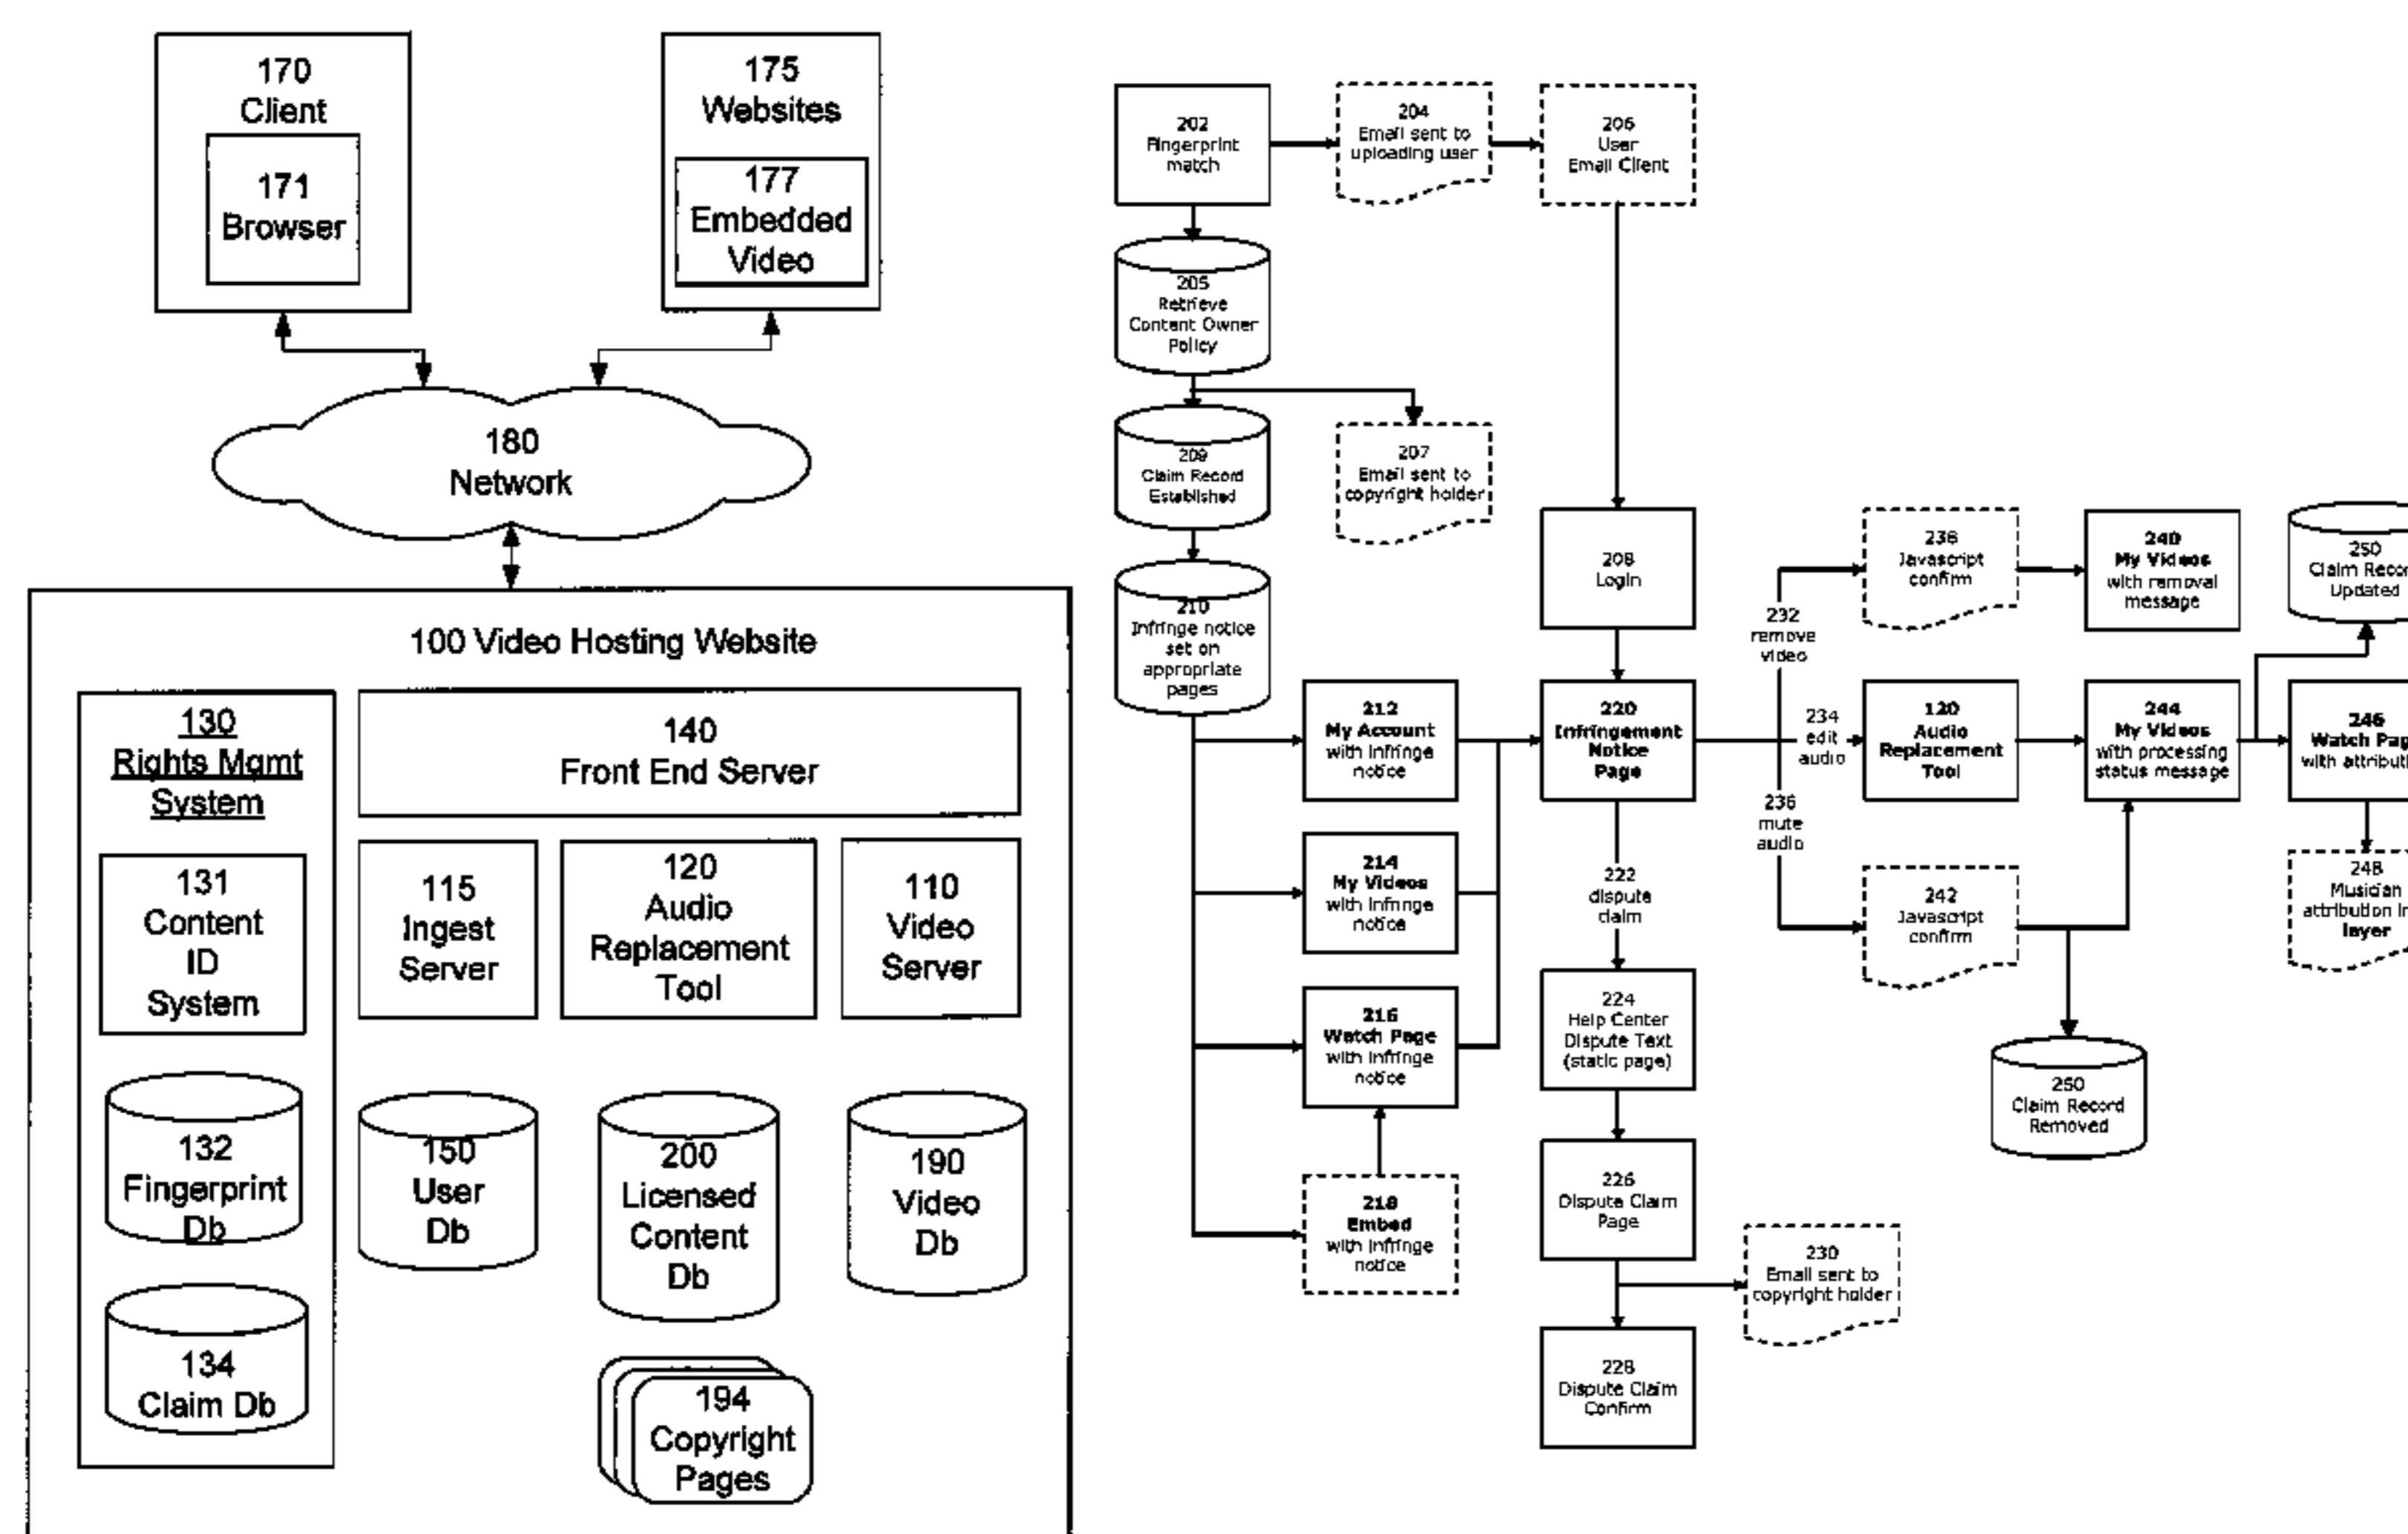 170
Client
171
Browser
175
Websites
177
Embedded
Video
180
Network
100 Video Hosting Website
130
Rights Mgmt
System
131
Content
ID
System
132
Fingerprint
Db
134
Claim Db
140
Front End Server
115
Ingest
Server
120
Audio
Replacement
Tool
110
Video
Server
150
User
Db
200
Licensed
Content
Db
190
Video
Db
194
Copyright
Pages
202
Fingerprint
match
204
Email sent to
uploading user
206
User
Email Client
205
Retrieve
Content Owner
Policy
209
Claim Record
Established
207
Email sent to
copyright holder
210
Infringe notice
set on
appropriate
pages
212
My Account
with infringe
notice
214
My Videos
with infringe
notice
216
Watch Page
with infringe
notice
218
Embed
with infringe
notice
208
Login
220
Infringement
Notice
Page
222
dispute
claim
224
Help Center
Dispute Text
(static page)
226
Dispute Claim
Page
230
Email sent to
copyright holder
228
Dispute Claim
Confirm
232
remove
video
234
edit
audio
236
mute
audio
238
Javascript
confirm
240
My Videos
with removal
message
120
Audio
Replacement
Tool
244
My Videos
with processing
status message
242
Javascript
confirm
250
Claim Record
Removed
250
Claim Recor
Updated
246
Watch Pag
with attributi
248
Musician
attribution in
layer